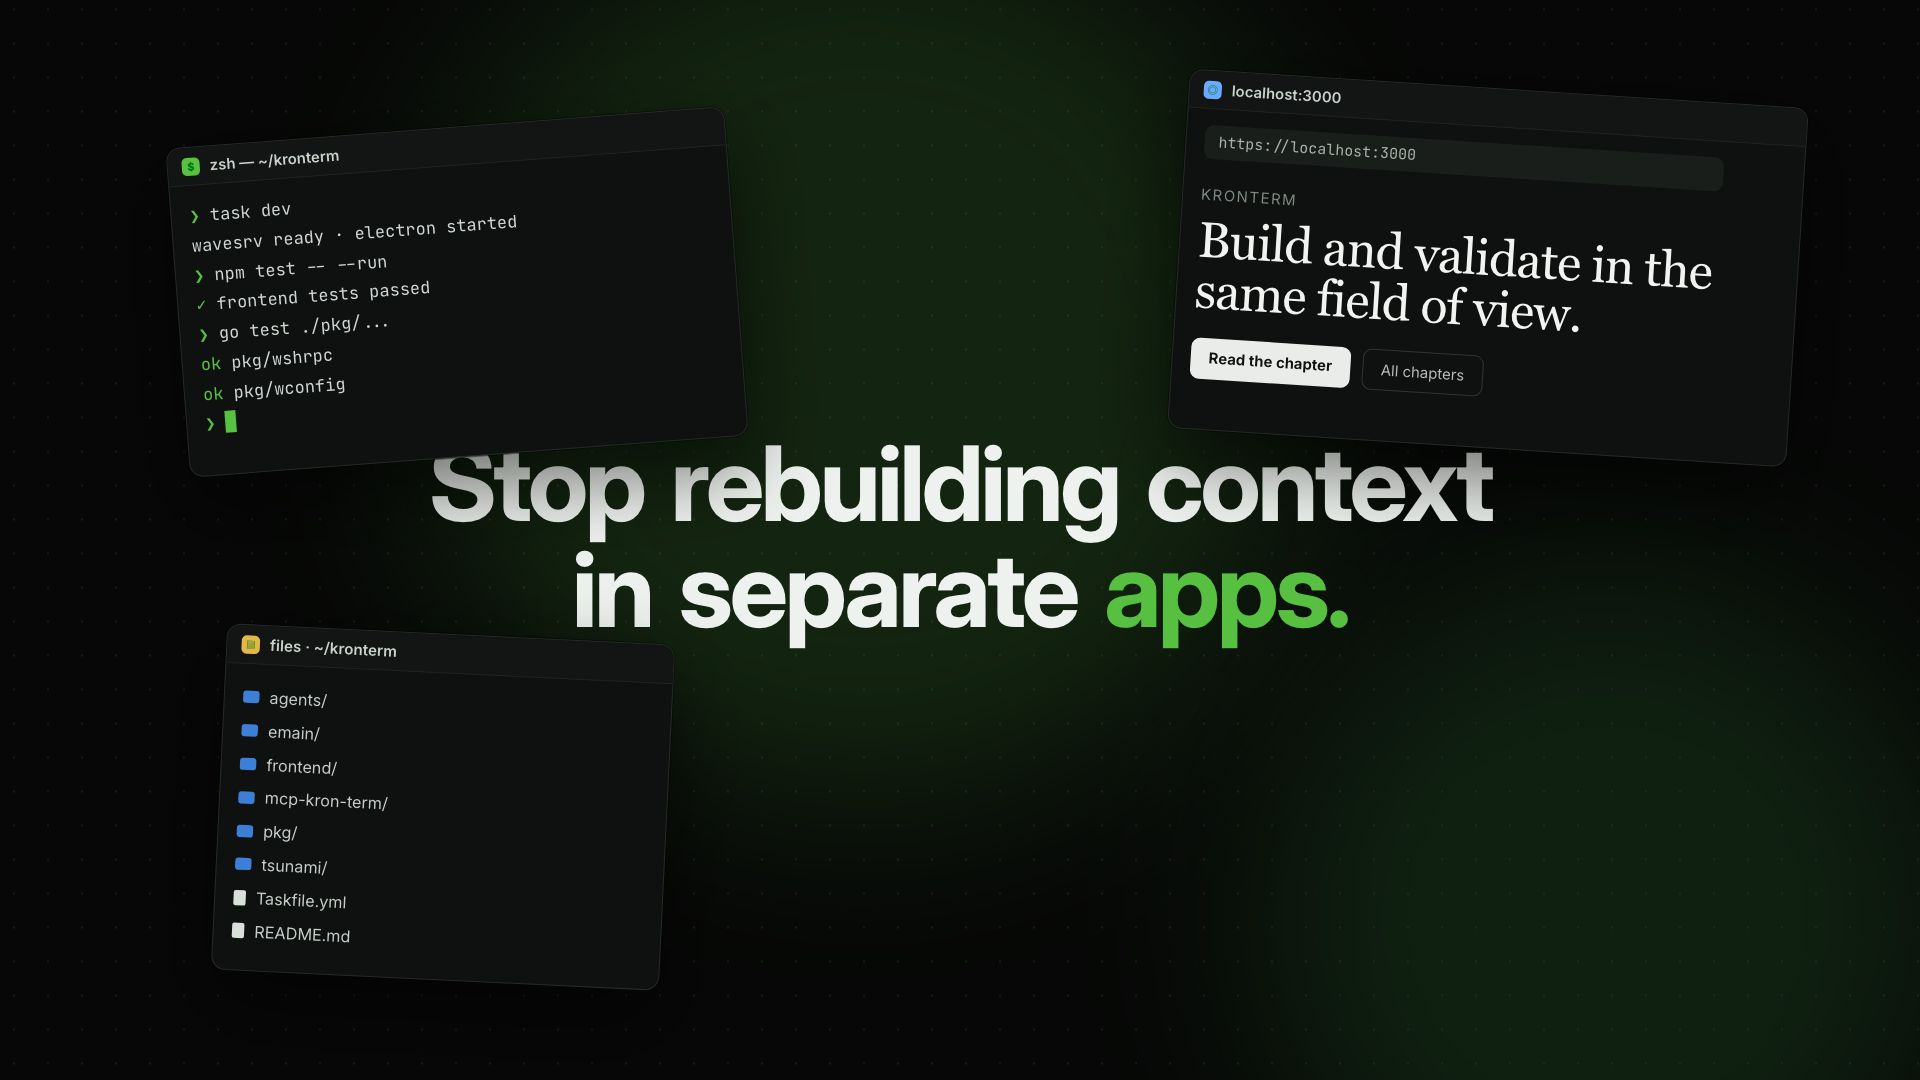 zsh — ~/kronterm
❯ task dev
wavesrv ready · electron started
❯ npm test -- --run
✓ frontend tests passed
❯ go test ./pkg/...
ok pkg/wshrpc
ok pkg/wconfig
❯
localhost:3000
https://localhost:3000
KRONTERM
Build and validate in the
same field of view.
Read the chapter
All chapters
Stop rebuilding context
in separate apps.
files · ~/kronterm
agents/
emain/
frontend/
mcp-kron-term/
pkg/
tsunami/
Taskfile.yml
README.md